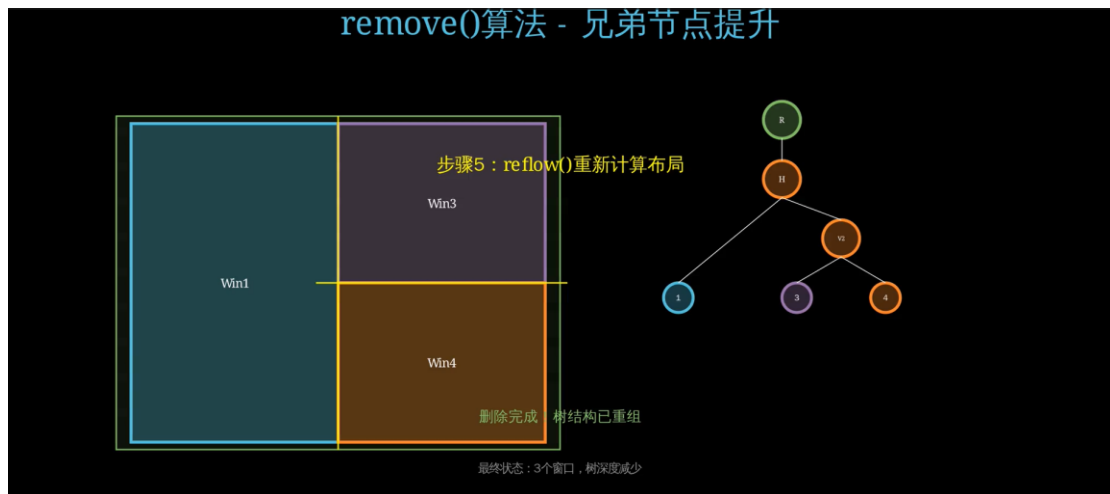 remove()算法 - 兄弟节点提升
R
步骤5：reflow()重新计算布局
H
Win3
V2
Win1
1
3
4
Win4
删除完成 树结构已重组
最终状态：3个窗口，树深度减少